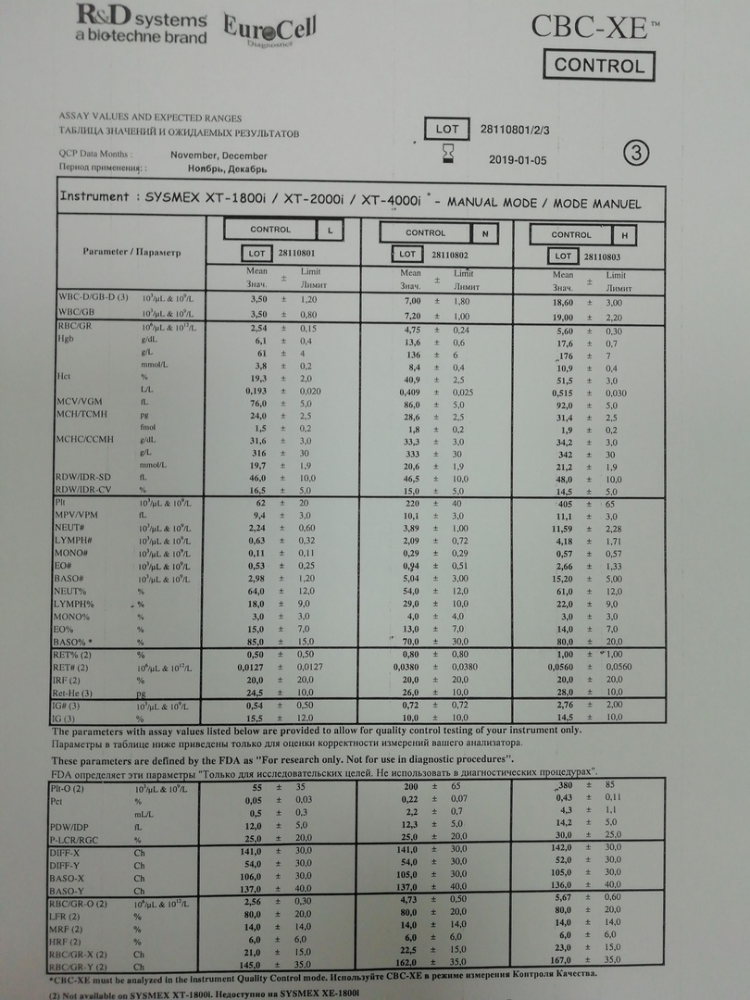 R&D systems
a biotechne brand
EuroCell
Diagnostics
CBC-XE™
CONTROL
ASSAY VALUES AND EXPECTED RANGES
ТАБЛИЦА ЗНАЧЕНИЙ И ОЖИДАЕМЫХ РЕЗУЛЬТАТОВ
LOT 28110801/2/3
QCP Data Months : November, December
Период применения: : Ноябрь, Декабрь
2019-01-05
3
Instrument : SYSMEX XT-1800i / XT-2000i / XT-4000i * - MANUAL MODE / MODE MANUEL
Parameter / Параметр
CONTROL L CONTROL N CONTROL H
LOT 28110801 LOT 28110802 LOT 28110803
Mean ± Limit Mean ± Limit Mean ± Limit
Знач. Лимит Знач. Лимит Знач. Лимит
WBC-D/GB-D (3) 10³/µL & 10⁹/L 3,50 ± 1,20 7,00 ± 1,80 18,60 ± 3,00
WBC/GB 10³/µL & 10⁹/L 3,50 ± 0,80 7,20 ± 1,00 19,00 ± 2,20
RBC/GR 10⁶/µL & 10¹²/L 2,54 ± 0,15 4,75 ± 0,24 5,60 ± 0,30
Hgb g/dL 6,1 ± 0,4 13,6 ± 0,6 17,6 ± 0,7
g/L 61 ± 4 136 ± 6 176 ± 7
mmol/L 3,8 ± 0,2 8,4 ± 0,4 10,9 ± 0,4
Hct % 19,3 ± 2,0 40,9 ± 2,5 51,5 ± 3,0
L/L 0,193 ± 0,020 0,409 ± 0,025 0,515 ± 0,030
MCV/VGM fL 76,0 ± 5,0 86,0 ± 5,0 92,0 ± 5,0
MCH/TCMH pg 24,0 ± 2,5 28,6 ± 2,5 31,4 ± 2,5
fmol 1,5 ± 0,2 1,8 ± 0,2 1,9 ± 0,2
MCHC/CCMH g/dL 31,6 ± 3,0 33,3 ± 3,0 34,2 ± 3,0
g/L 316 ± 30 333 ± 30 342 ± 30
mmol/L 19,7 ± 1,9 20,6 ± 1,9 21,2 ± 1,9
RDW/IDR-SD fL 46,0 ± 10,0 46,5 ± 10,0 48,0 ± 10,0
RDW/IDR-CV % 16,5 ± 5,0 15,0 ± 5,0 14,5 ± 5,0
Plt 10³/µL & 10⁹/L 62 ± 20 220 ± 40 405 ± 65
MPV/VPM fL 9,4 ± 3,0 10,1 ± 3,0 11,1 ± 3,0
NEUT# 10³/µL & 10⁹/L 2,24 ± 0,60 3,89 ± 1,00 11,59 ± 2,28
LYMPH# 10³/µL & 10⁹/L 0,63 ± 0,32 2,09 ± 0,72 4,18 ± 1,71
MONO# 10³/µL & 10⁹/L 0,11 ± 0,11 0,29 ± 0,29 0,57 ± 0,57
EO# 10³/µL & 10⁹/L 0,53 ± 0,25 0,94 ± 0,51 2,66 ± 1,33
BASO# 10³/µL & 10⁹/L 2,98 ± 1,20 5,04 ± 3,00 15,20 ± 5,00
NEUT% % 64,0 ± 12,0 54,0 ± 12,0 61,0 ± 12,0
LYMPH% % 18,0 ± 9,0 29,0 ± 10,0 22,0 ± 9,0
MONO% % 3,0 ± 3,0 4,0 ± 4,0 3,0 ± 3,0
EO% % 15,0 ± 7,0 13,0 ± 7,0 14,0 ± 7,0
BASO% * % 85,0 ± 15,0 70,0 ± 30,0 80,0 ± 20,0
RET% (2) % 0,50 ± 0,50 0,80 ± 0,80 1,00 ± 1,00
RET# (2) 10⁶/µL & 10¹²/L 0,0127 ± 0,0127 0,0380 ± 0,0380 0,0560 ± 0,0560
IRF (2) % 20,0 ± 20,0 20,0 ± 20,0 20,0 ± 20,0
Ret-He (3) pg 24,5 ± 10,0 26,0 ± 10,0 28,0 ± 10,0
IG# (3) 10³/µL & 10⁹/L 0,54 ± 0,50 0,72 ± 0,72 2,76 ± 2,00
IG (3) % 15,5 ± 12,0 10,0 ± 10,0 14,5 ± 10,0
The parameters with assay values listed below are provided to allow for quality control testing of your instrument only.
Параметры в таблице ниже приведены только для оценки корректности измерений вашего анализатора.
These parameters are defined by the FDA as "For research only. Not for use in diagnostic procedures".
FDA определяет эти параметры "Только для исследовательских целей. Не использовать в диагностических процедурах".
Plt-O (2) 10³/µL & 10⁹/L 55 ± 35 200 ± 65 380 ± 85
Pct % 0,05 ± 0,03 0,22 ± 0,07 0,43 ± 0,11
mL/L 0,5 ± 0,3 2,2 ± 0,7 4,3 ± 1,1
PDW/IDP fL 12,0 ± 5,0 12,3 ± 5,0 14,2 ± 5,0
P-LCR/RGC % 25,0 ± 20,0 25,0 ± 20,0 30,0 ± 25,0
DIFF-X Ch 141,0 ± 30,0 141,0 ± 30,0 142,0 ± 30,0
DIFF-Y Ch 54,0 ± 30,0 54,0 ± 30,0 52,0 ± 30,0
BASO-X Ch 106,0 ± 30,0 105,0 ± 30,0 105,0 ± 30,0
BASO-Y Ch 137,0 ± 40,0 137,0 ± 40,0 136,0 ± 40,0
RBC/GR-O (2) 10⁶/µL & 10¹²/L 2,56 ± 0,30 4,73 ± 0,50 5,67 ± 0,60
LFR (2) % 80,0 ± 20,0 80,0 ± 20,0 80,0 ± 20,0
MRF (2) % 14,0 ± 14,0 14,0 ± 14,0 14,0 ± 14,0
HRF (2) % 6,0 ± 6,0 6,0 ± 6,0 6,0 ± 6,0
RBC/GR-X (2) Ch 21,0 ± 15,0 22,5 ± 15,0 23,0 ± 15,0
RBC/GR-Y (2) Ch 145,0 ± 35,0 162,0 ± 35,0 167,0 ± 35,0
*CBC-XE must be analyzed in the instrument Quality Control mode. Используйте CBC-XE в режиме измерения Контроля Качества.
(2) Not available on SYSMEX XT-1800i. Недоступно на SYSMEX XE-1800i